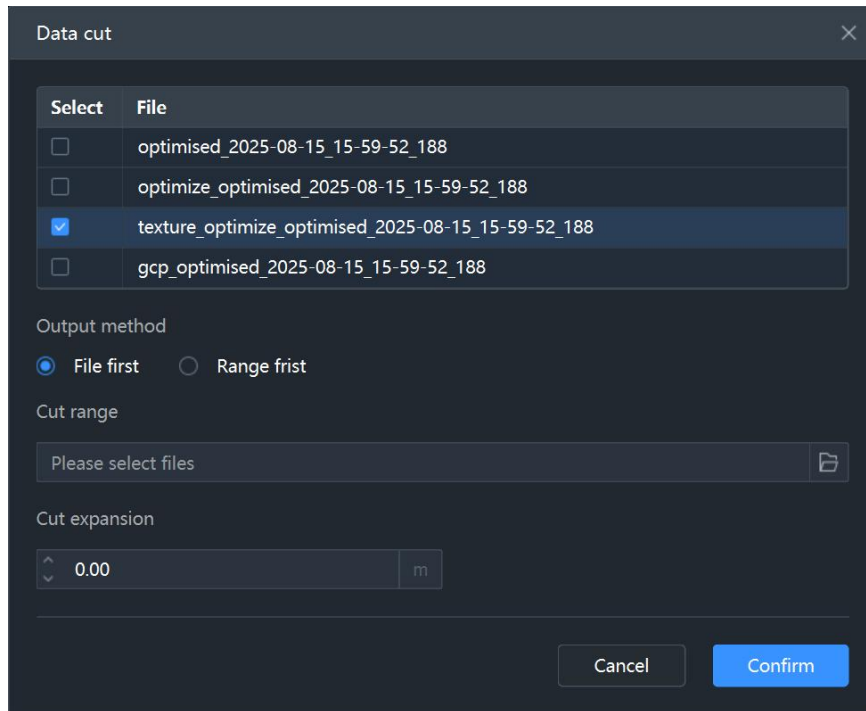 Data cut
Select File
optimised_2025-08-15_15-59-52_188
optimize_optimised_2025-08-15_15-59-52_188
texture_optimize_optimised_2025-08-15_15-59-52_188
gcp_optimised_2025-08-15_15-59-52_188
Output method
File first Range frist
Cut range
Please select files
Cut expansion
0.00 m
Cancel Confirm